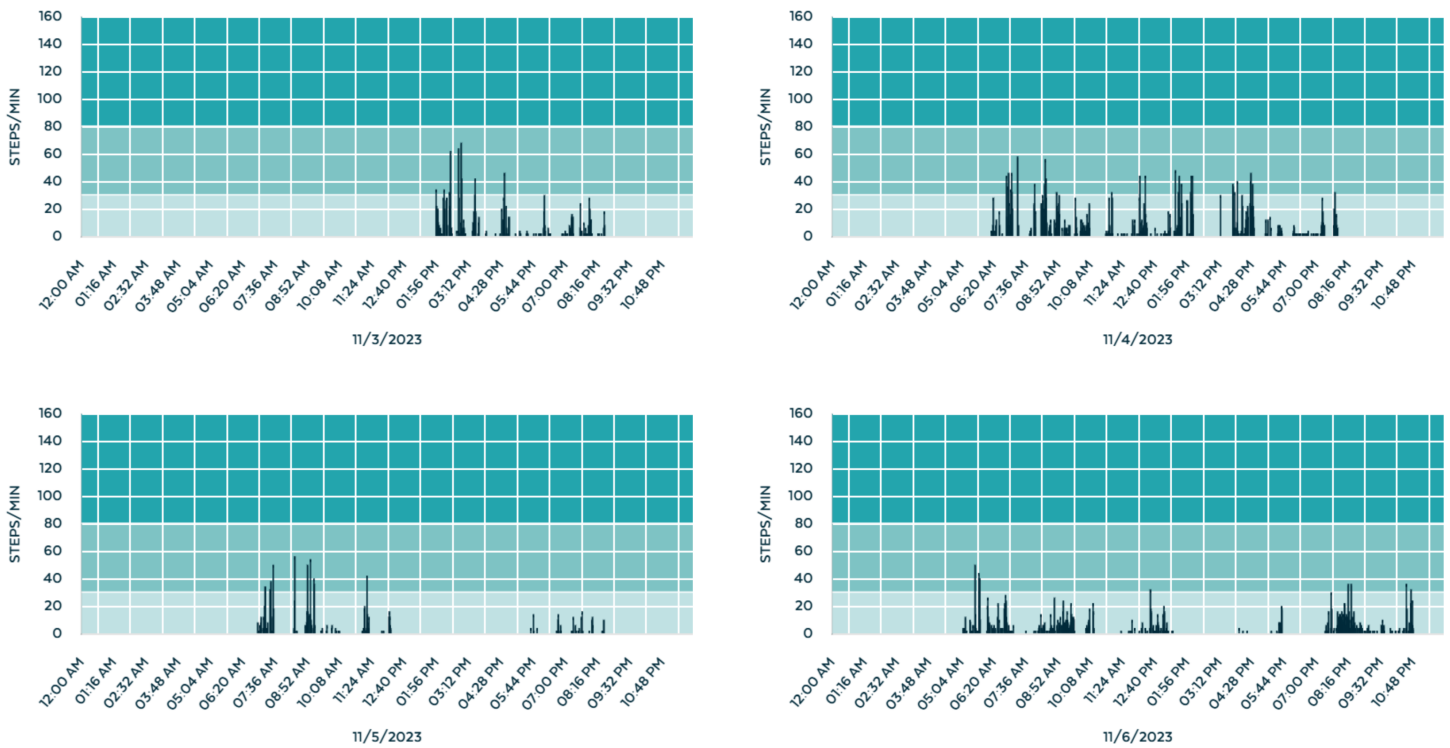 160
140
120
100
80
60
40
20
0
STEPS/MIN
12:00 AM
01:16 AM
02:32 AM
03:48 AM
05:04 AM
06:20 AM
07:36 AM
08:52 AM
10:08 AM
11:24 AM
12:40 PM
01:56 PM
03:12 PM
04:28 PM
05:44 PM
07:00 PM
08:16 PM
09:32 PM
10:48 PM
11/3/2023
160
140
120
100
80
60
40
20
0
STEPS/MIN
12:00 AM
01:16 AM
02:32 AM
03:48 AM
05:04 AM
06:20 AM
07:36 AM
08:52 AM
10:08 AM
11:24 AM
12:40 PM
01:56 PM
03:12 PM
04:28 PM
05:44 PM
07:00 PM
08:16 PM
09:32 PM
10:48 PM
11/4/2023
160
140
120
100
80
60
40
20
0
STEPS/MIN
12:00 AM
01:16 AM
02:32 AM
03:48 AM
05:04 AM
06:20 AM
07:36 AM
08:52 AM
10:08 AM
11:24 AM
12:40 PM
01:56 PM
03:12 PM
04:28 PM
05:44 PM
07:00 PM
08:16 PM
09:32 PM
10:48 PM
11/5/2023
160
140
120
100
80
60
40
20
0
STEPS/MIN
12:00 AM
01:16 AM
02:32 AM
03:48 AM
05:04 AM
06:20 AM
07:36 AM
08:52 AM
10:08 AM
11:24 AM
12:40 PM
01:56 PM
03:12 PM
04:28 PM
05:44 PM
07:00 PM
08:16 PM
09:32 PM
10:48 PM
11/6/2023